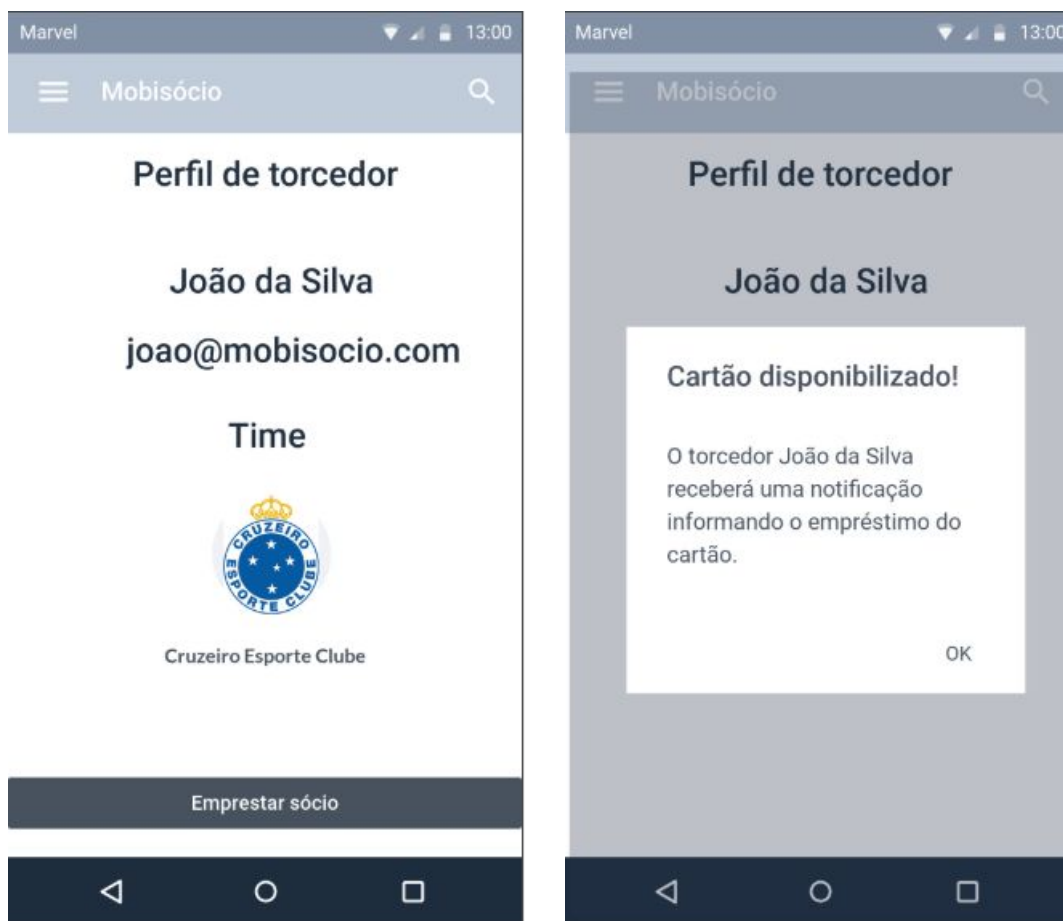 Marvel 13:00
Mobisócio
Perfil de torcedor
João da Silva
joao@mobisocio.com
Time
CRUZEIRO
ESPORTE CLUBE
Cruzeiro Esporte Clube
Emprestar sócio
Marvel 13:00
Mobisócio
Perfil de torcedor
João da Silva
Cartão disponibilizado!
O torcedor João da Silva
receberá uma notificação
informando o empréstimo do
cartão.
OK